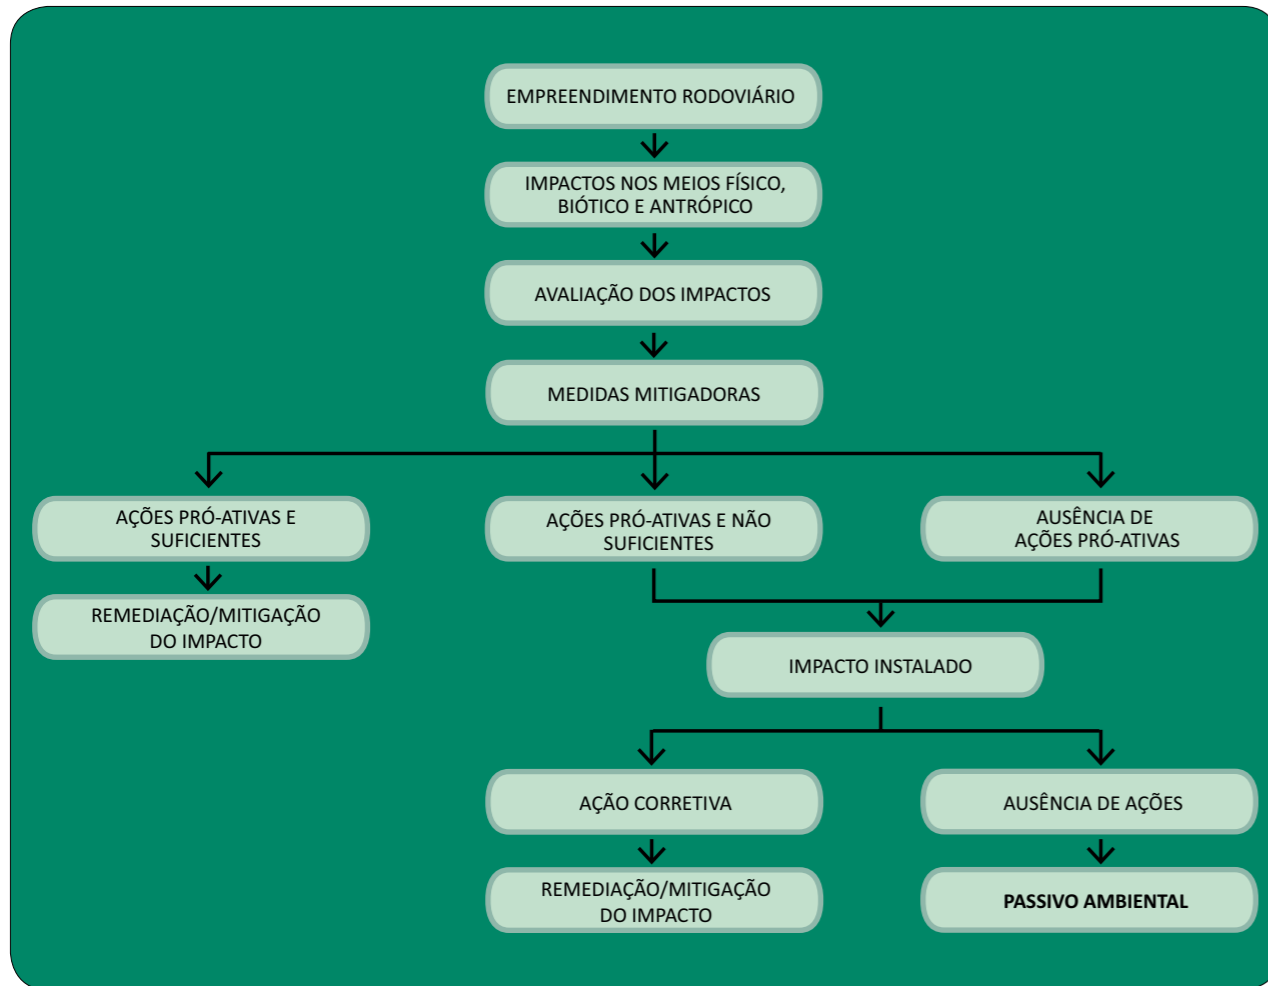 EMPREENDIMENTO RODOVIÁRIO
IMPACTOS NOS MEIOS FÍSICO,
BIÓTICO E ANTRÓPICO
AVALIAÇÃO DOS IMPACTOS
MEDIDAS MITIGADORAS
AÇÕES PRÓ-ATIVAS E
SUFICIENTES
AÇÕES PRÓ-ATIVAS E NÃO
SUFICIENTES
AUSÊNCIA DE
AÇÕES PRÓ-ATIVAS
REMEDIAÇÃO/MITIGAÇÃO
DO IMPACTO
IMPACTO INSTALADO
AÇÃO CORRETIVA
AUSÊNCIA DE AÇÕES
REMEDIAÇÃO/MITIGAÇÃO
DO IMPACTO
PASSIVO AMBIENTAL